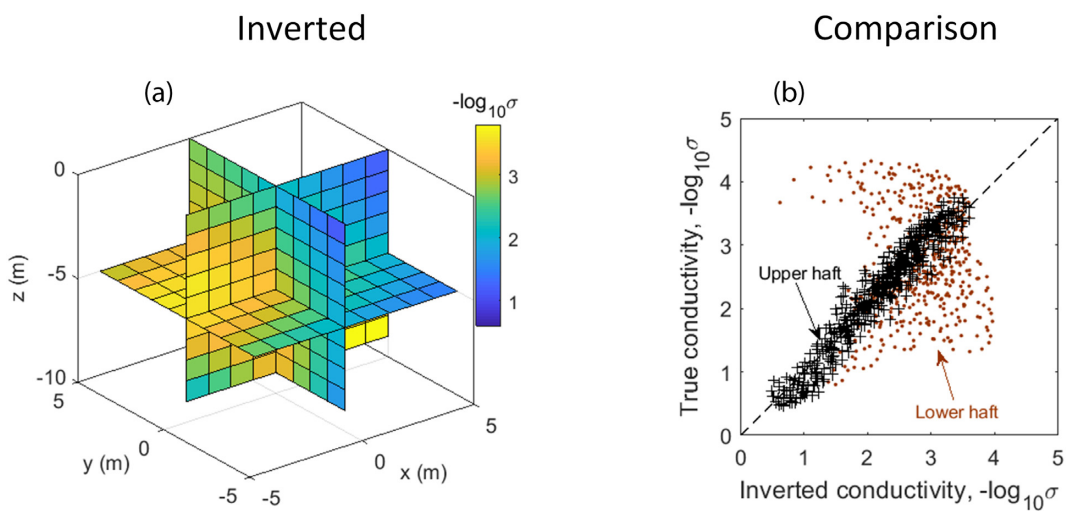 Inverted
Comparison
(a)
-log10σ
3
2
1
0
-5
-10
z (m)
5
0
-5
y (m)
-5
0
5
x (m)
(b)
5
4
3
2
1
0
True conductivity, -log10σ
Upper haft
Lower haft
0 1 2 3 4 5
Inverted conductivity, -log10σ